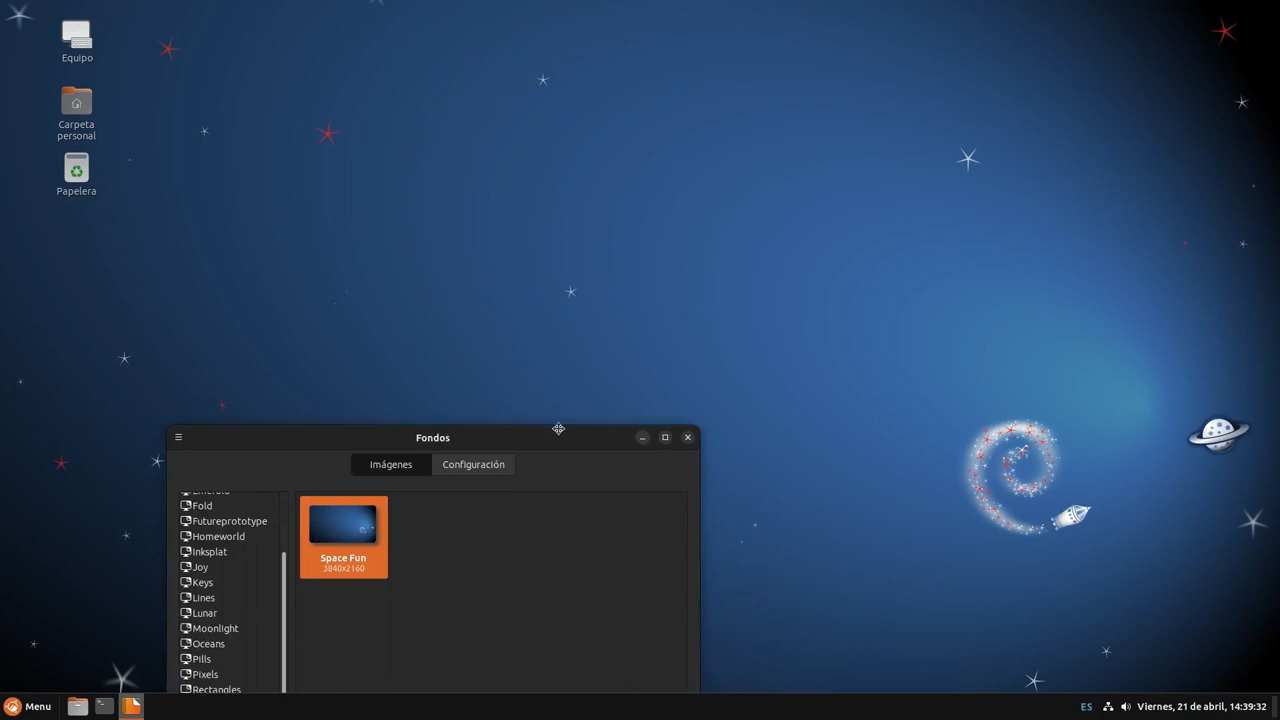 Equipo
Carpeta
personal
Papelera
Fondos
Imágenes
Configuración
Fold
Futureprototype
Homeworld
Inksplat
Joy
Keys
Lines
Lunar
Moonlight
Oceans
Pills
Pixels
Rectangles
Space Fun
3840x2160
Menu
ES
Viernes, 21 de abril, 14:39:32